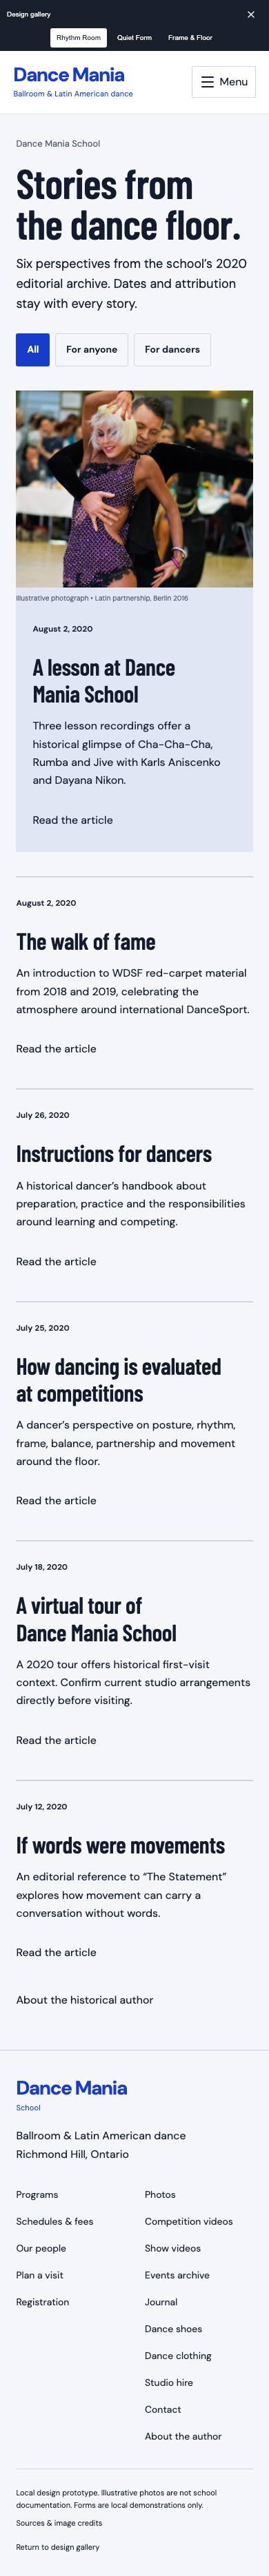 Design gallery
Rhythm Room
Quiet Form
Frame & Floor
Dance Mania
Ballroom & Latin American dance
Menu
Dance Mania School
Stories from
the dance floor.
Six perspectives from the school’s 2020
editorial archive. Dates and attribution
stay with every story.
All
For anyone
For dancers
Illustrative photograph • Latin partnership, Berlin 2016
August 2, 2020
A lesson at Dance
Mania School
Three lesson recordings offer a
historical glimpse of Cha-Cha-Cha,
Rumba and Jive with Karls Aniscenko
and Dayana Nikon.
Read the article
August 2, 2020
The walk of fame
An introduction to WDSF red-carpet material
from 2018 and 2019, celebrating the
atmosphere around international DanceSport.
Read the article
July 26, 2020
Instructions for dancers
A historical dancer’s handbook about
preparation, practice and the responsibilities
around learning and competing.
Read the article
July 25, 2020
How dancing is evaluated
at competitions
A dancer’s perspective on posture, rhythm,
frame, balance, partnership and movement
around the floor.
Read the article
July 18, 2020
A virtual tour of
Dance Mania School
A 2020 tour offers historical first-visit
context. Confirm current studio arrangements
directly before visiting.
Read the article
July 12, 2020
If words were movements
An editorial reference to “The Statement”
explores how movement can carry a
conversation without words.
Read the article
About the historical author
Dance Mania
School
Ballroom & Latin American dance
Richmond Hill, Ontario
Programs
Schedules & fees
Our people
Plan a visit
Registration
Photos
Competition videos
Show videos
Events archive
Journal
Dance shoes
Dance clothing
Studio hire
Contact
About the author
Local design prototype. Illustrative photos are not school
documentation. Forms are local demonstrations only.
Sources & image credits
Return to design gallery